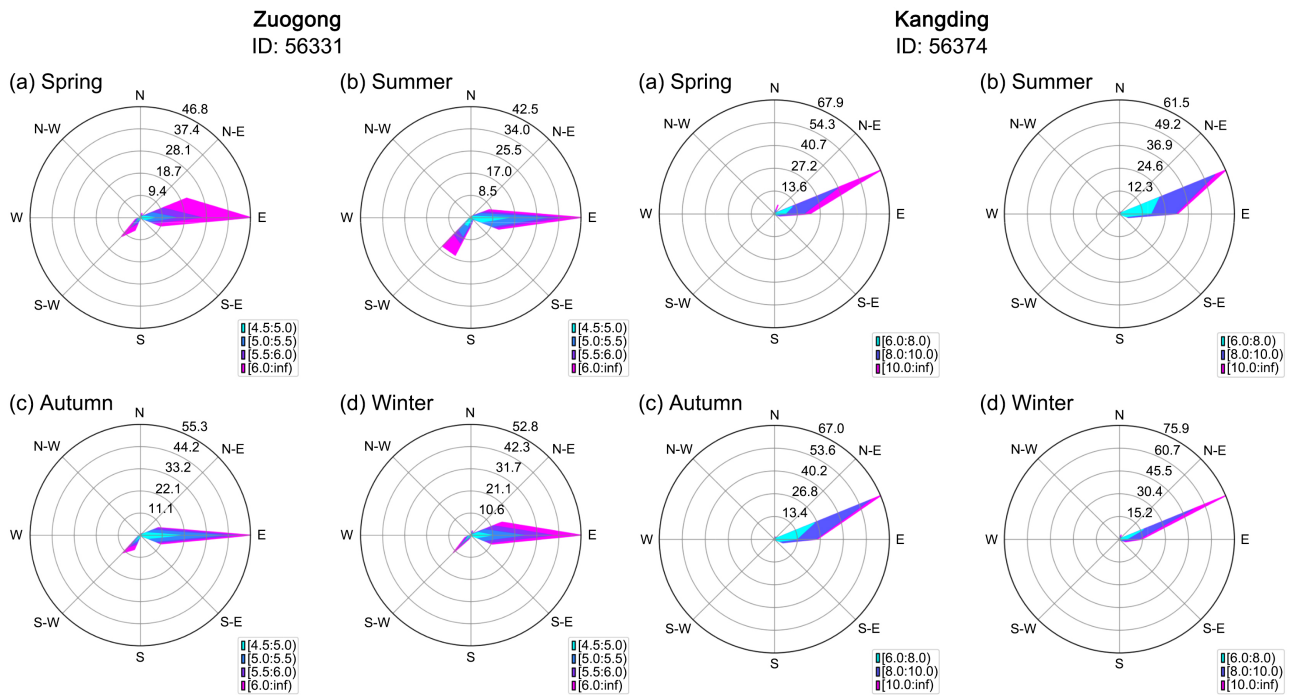 Zuogong
ID: 56331
Kangding
ID: 56374
(a) Spring
N
N-W
N-E
W
E
S-W
S-E
S
46.8
37.4
28.1
18.7
9.4
[4.5:5.0)
[5.0:5.5)
[5.5:6.0)
[6.0:inf)
(b) Summer
N
N-W
N-E
W
E
S-W
S-E
S
42.5
34.0
25.5
17.0
8.5
[4.5:5.0)
[5.0:5.5)
[5.5:6.0)
[6.0:inf)
(a) Spring
N
N-W
N-E
W
E
S-W
S-E
S
67.9
54.3
40.7
27.2
13.6
[6.0:8.0)
[8.0:10.0)
[10.0:inf)
(b) Summer
N
N-W
N-E
W
E
S-W
S-E
S
61.5
49.2
36.9
24.6
12.3
[6.0:8.0)
[8.0:10.0)
[10.0:inf)
(c) Autumn
N
N-W
N-E
W
E
S-W
S-E
S
55.3
44.2
33.2
22.1
11.1
[4.5:5.0)
[5.0:5.5)
[5.5:6.0)
[6.0:inf)
(d) Winter
N
N-W
N-E
W
E
S-W
S-E
S
52.8
42.3
31.7
21.1
10.6
[4.5:5.0)
[5.0:5.5)
[5.5:6.0)
[6.0:inf)
(c) Autumn
N
N-W
N-E
W
E
S-W
S-E
S
67.0
53.6
40.2
26.8
13.4
[6.0:8.0)
[8.0:10.0)
[10.0:inf)
(d) Winter
N
N-W
N-E
W
E
S-W
S-E
S
75.9
60.7
45.5
30.4
15.2
[6.0:8.0)
[8.0:10.0)
[10.0:inf)